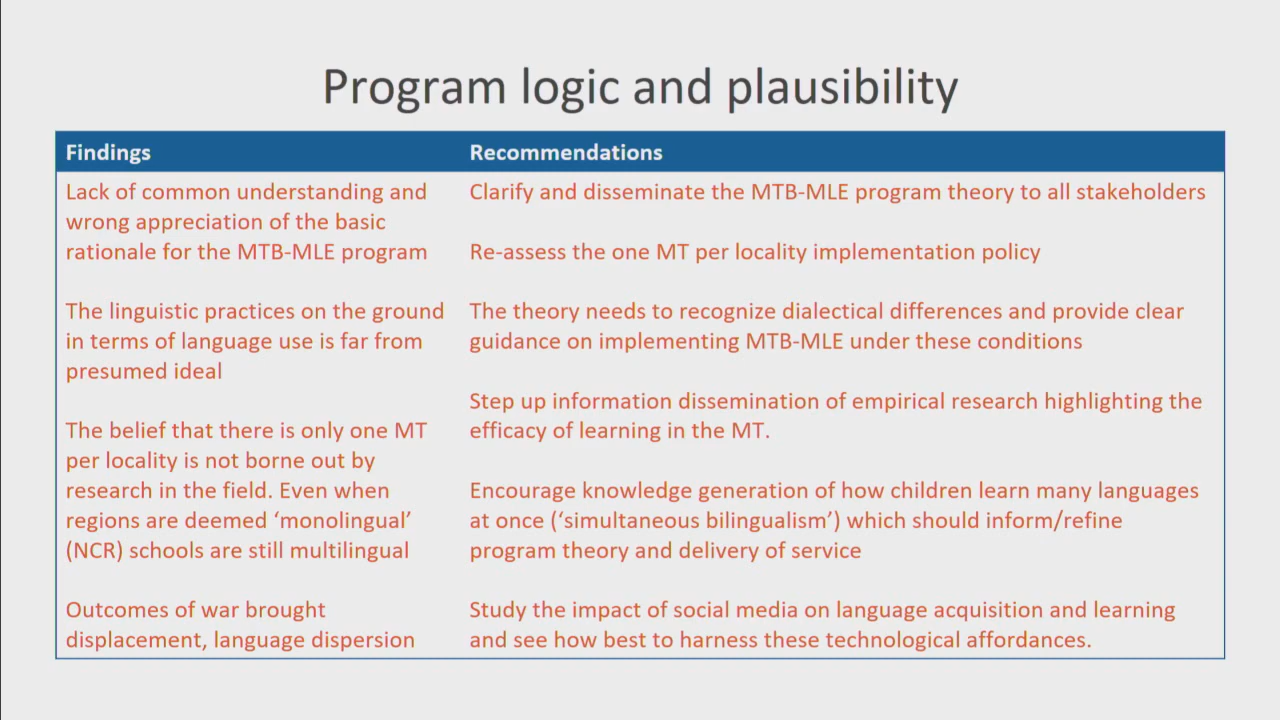 Program logic and plausibility
Findings
Recommendations
Lack of common understanding and
wrong appreciation of the basic
rationale for the MTB-MLE program
The linguistic practices on the ground
in terms of language use is far from
presumed ideal
The belief that there is only one MT
per locality is not borne out by
research in the field. Even when
regions are deemed ‘monolingual’
(NCR) schools are still multilingual
Outcomes of war brought
displacement, language dispersion
Clarify and disseminate the MTB-MLE program theory to all stakeholders
Re-assess the one MT per locality implementation policy
The theory needs to recognize dialectical differences and provide clear
guidance on implementing MTB-MLE under these conditions
Step up information dissemination of empirical research highlighting the
efficacy of learning in the MT.
Encourage knowledge generation of how children learn many languages
at once (‘simultaneous bilingualism’) which should inform/refine
program theory and delivery of service
Study the impact of social media on language acquisition and learning
and see how best to harness these technological affordances.